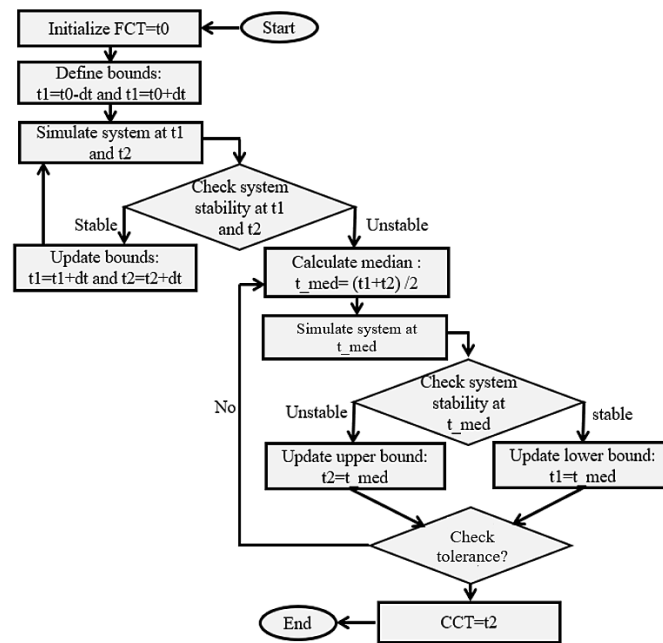 Initialize FCT=t0
Start
Define bounds:
t1=t0-dt and t1=t0+dt
Simulate system at t1
and t2
Check system
stability at t1
and t2
Stable
Unstable
Update bounds:
t1=t1+dt and t2=t2+dt
Calculate median :
t_med= (t1+t2) /2
Simulate system at
t_med
Check system
stability at
t_med
No
Unstable
stable
Update upper bound:
t2=t_med
Update lower bound:
t1=t_med
Check
tolerance?
End
CCT=t2